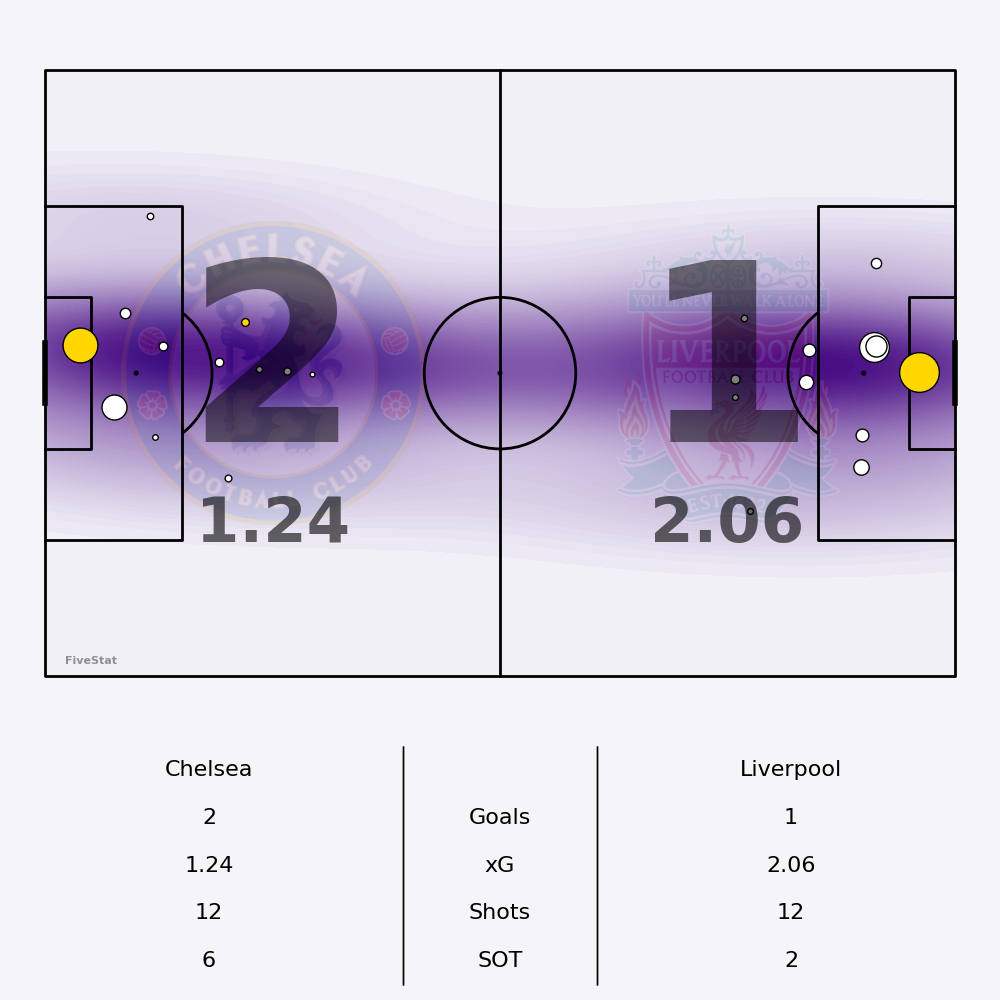 CHELSEA
FOOTBALL CLUB
2
1.24
YOU'LL NEVER WALK ALONE
LIVERPOOL
FOOTBALL CLUB
1
2.06
FiveStat
Chelsea Liverpool
2 Goals 1
1.24 xG 2.06
12 Shots 12
6 SOT 2